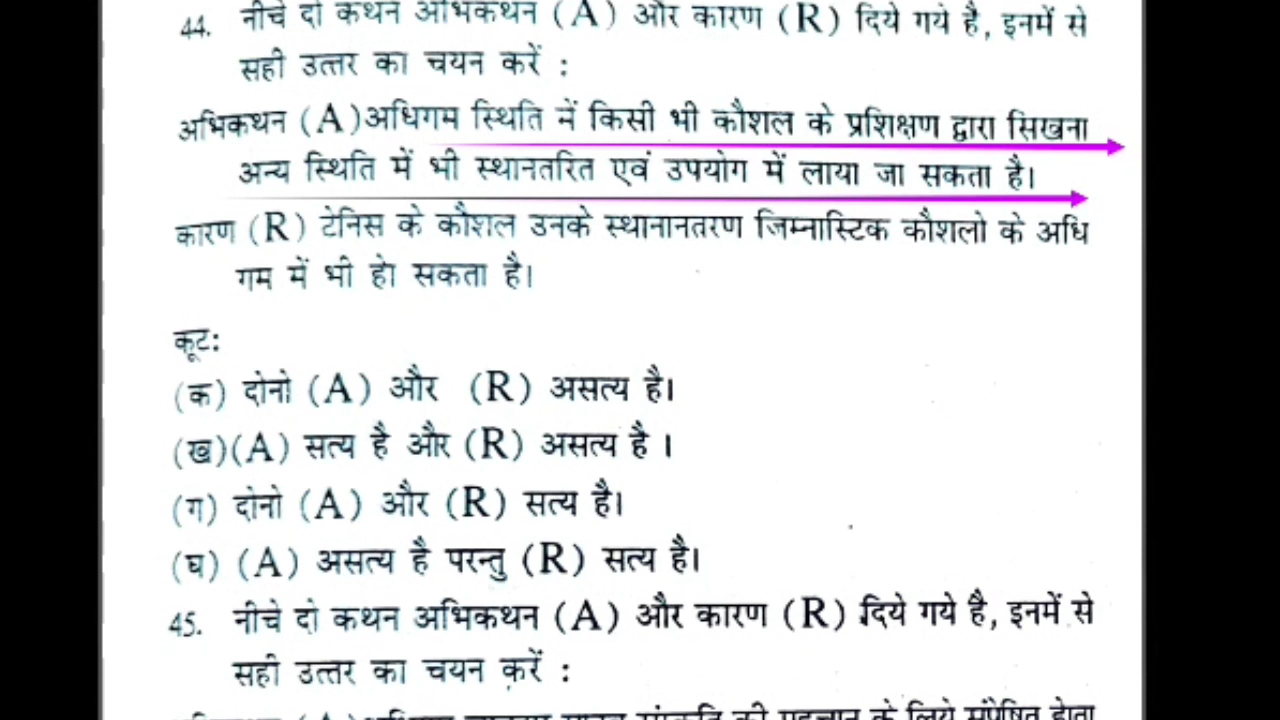 44. नीचे दो कथन अभिकथन (A) और कारण (R) दिये गये है, इनमें से
सही उत्तर का चयन करें :
अभिकथन (A)अधिगम स्थिति में किसी भी कौशल के प्रशिक्षण द्वारा सिखना
अन्य स्थिति में भी स्थानतरित एवं उपयोग में लाया जा सकता है।
कारण (R) टेनिस के कौशल उनके स्थानानतरण जिम्नास्टिक कौशलो के अधि
गम में भी हो सकता है।
कूट:
(क) दोनो (A) और (R) असत्य है।
(ख)(A) सत्य है और (R) असत्य है ।
(ग) दोनो (A) और (R) सत्य है।
(घ) (A) असत्य है परन्तु (R) सत्य है।
45. नीचे दो कथन अभिकथन (A) और कारण (R) दिये गये है, इनमें से
सही उत्तर का चयन करें :